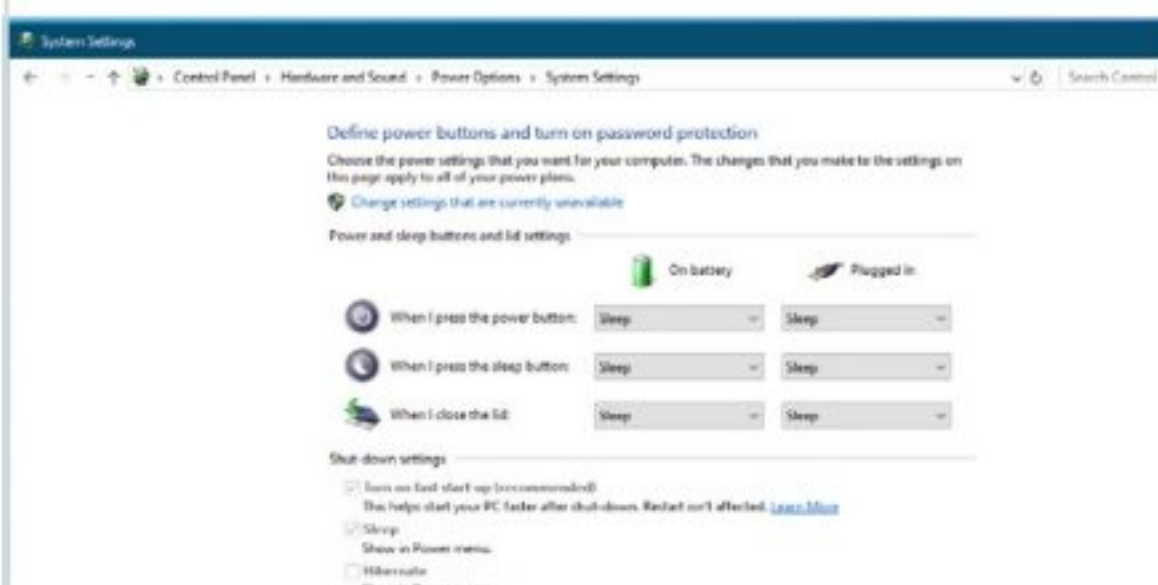 System Settings
Control Panel › Hardware and Sound › Power Options › System Settings
Search Control
Define power buttons and turn on password protection
Choose the power settings that you want for your computer. The changes that you make to the settings on
this page apply to all of your power plans.
Change settings that are currently unavailable
Power and sleep buttons and lid settings
On battery Plugged in
When I press the power button: Sleep Sleep
When I press the sleep button: Sleep Sleep
When I close the lid: Sleep Sleep
Shut-down settings
Turn on fast start-up (recommended)
This helps start your PC faster after shut-down. Restart isn't affected. Learn More
Sleep
Show in Power menu.
Hibernate